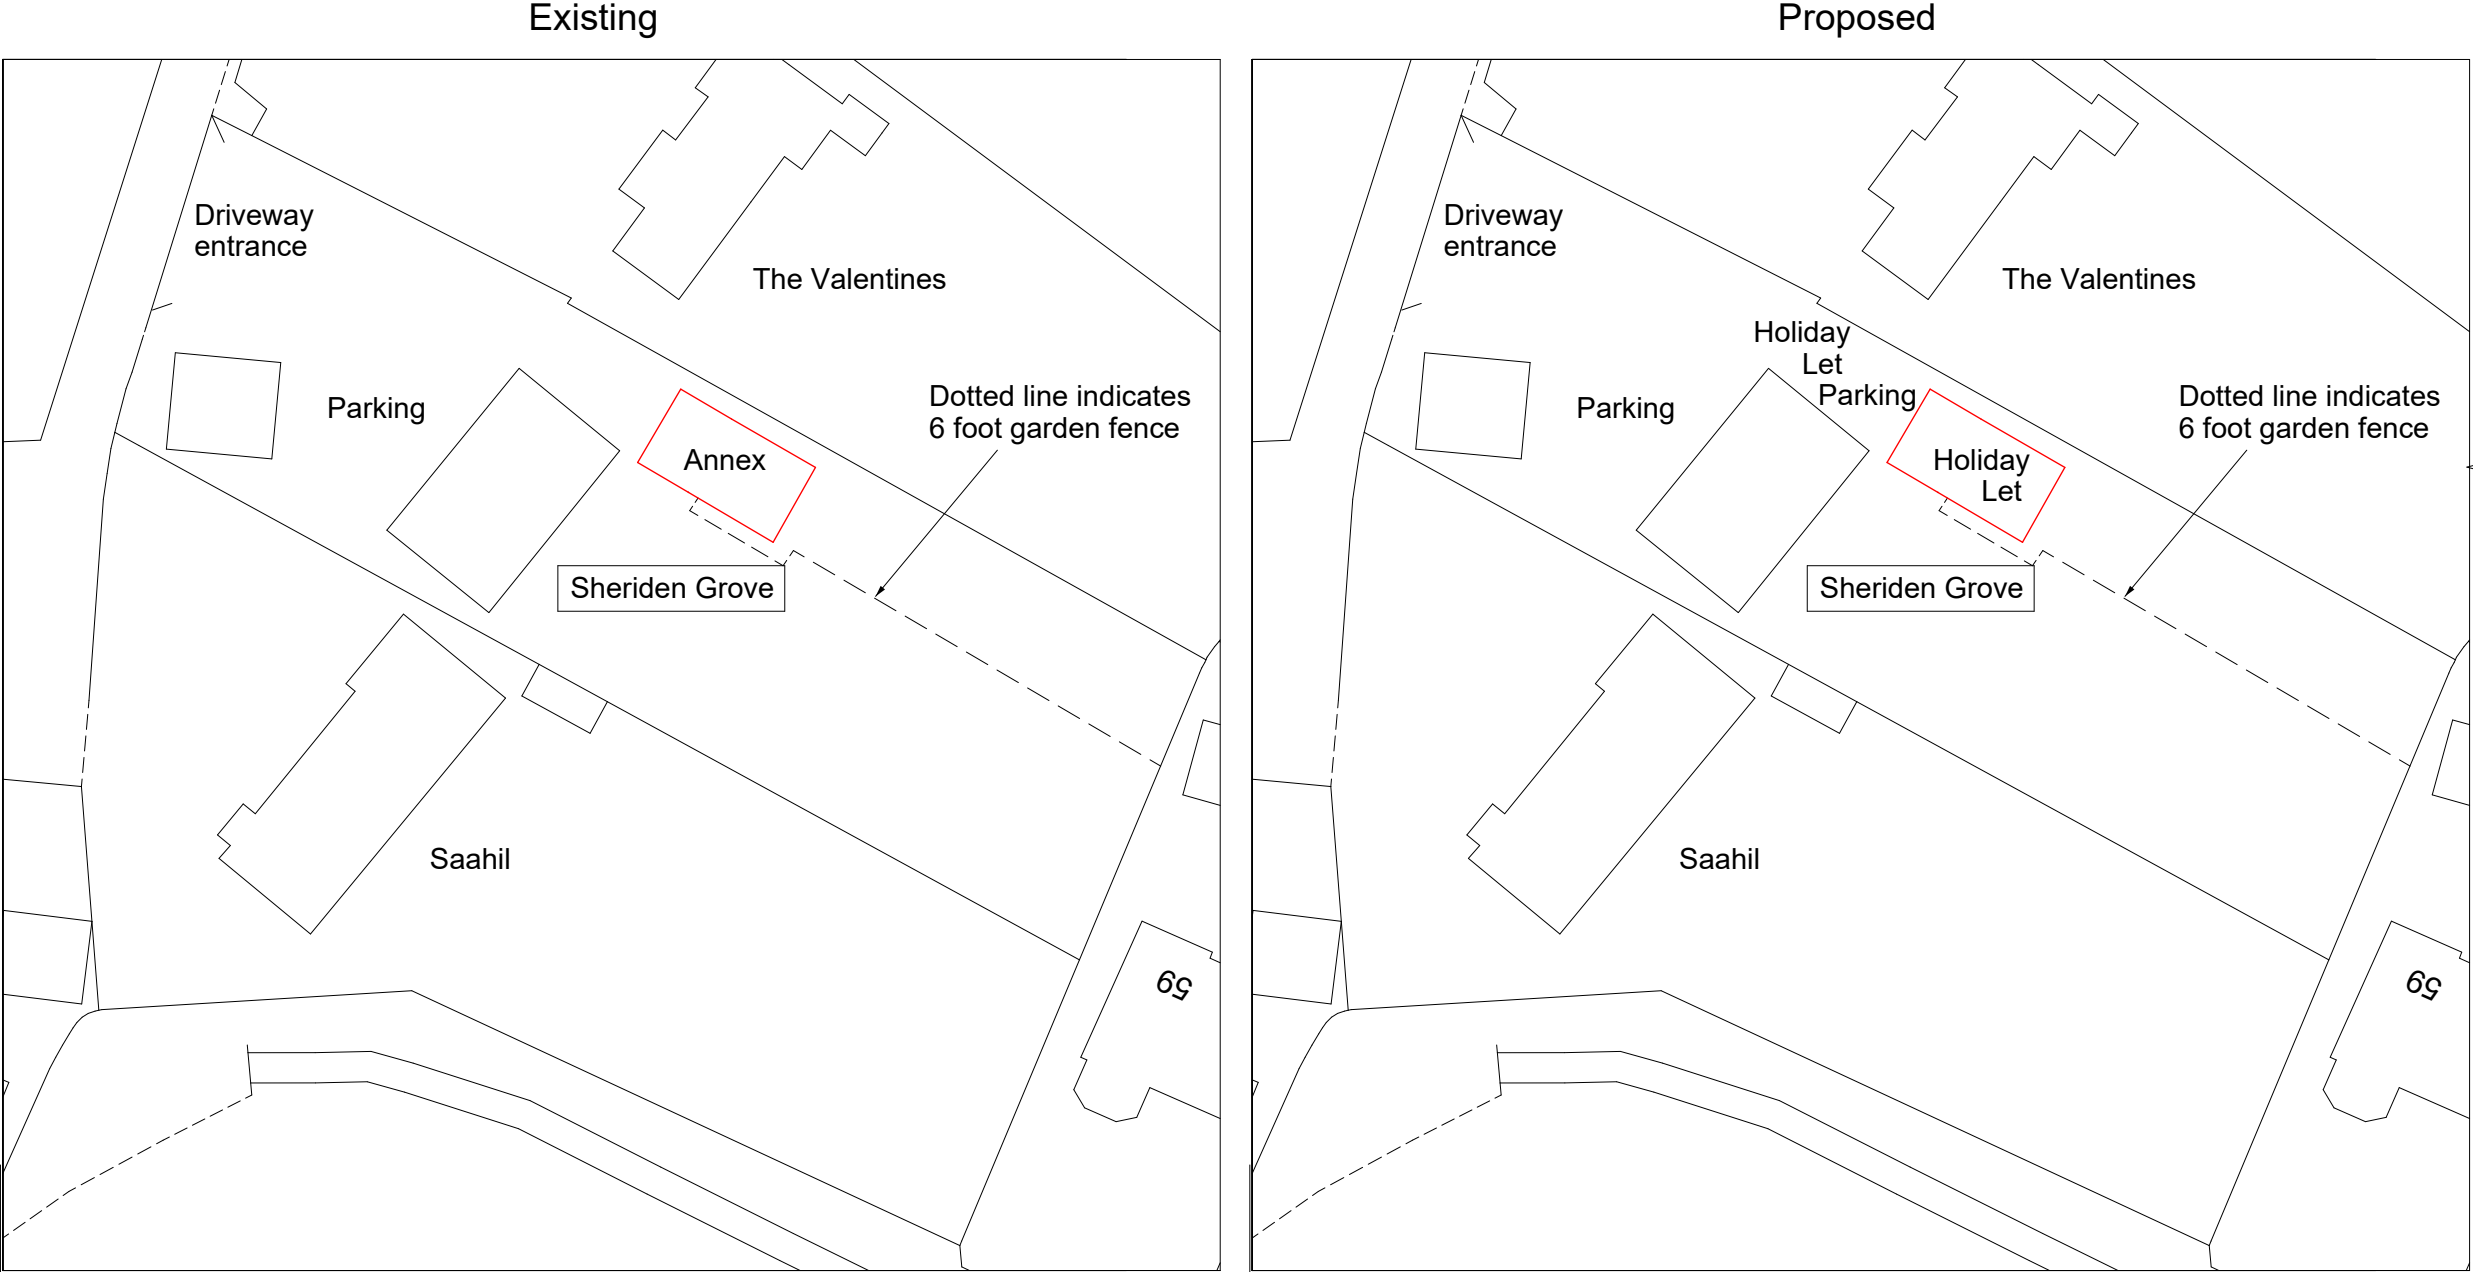 Existing
Driveway
entrance
The Valentines
Parking
Dotted line indicates
6 foot garden fence
Annex
Sheriden Grove
Saahil
59
Proposed
Driveway
entrance
The Valentines
Holiday
Let
Parking
Parking
Dotted line indicates
6 foot garden fence
Holiday
Let
Sheriden Grove
Saahil
59